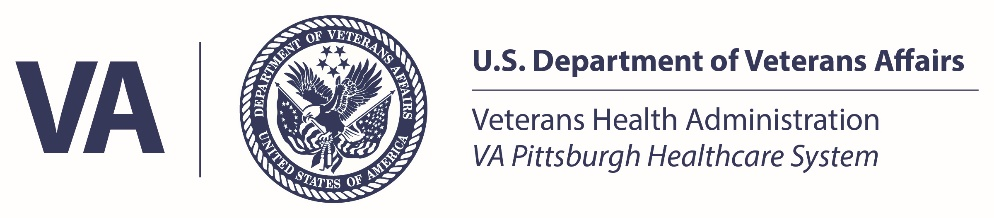 VA
DEPARTMENT OF VETERANS AFFAIRS
UNITED STATES OF AMERICA
U.S. Department of Veterans Affairs
Veterans Health Administration
VA Pittsburgh Healthcare System